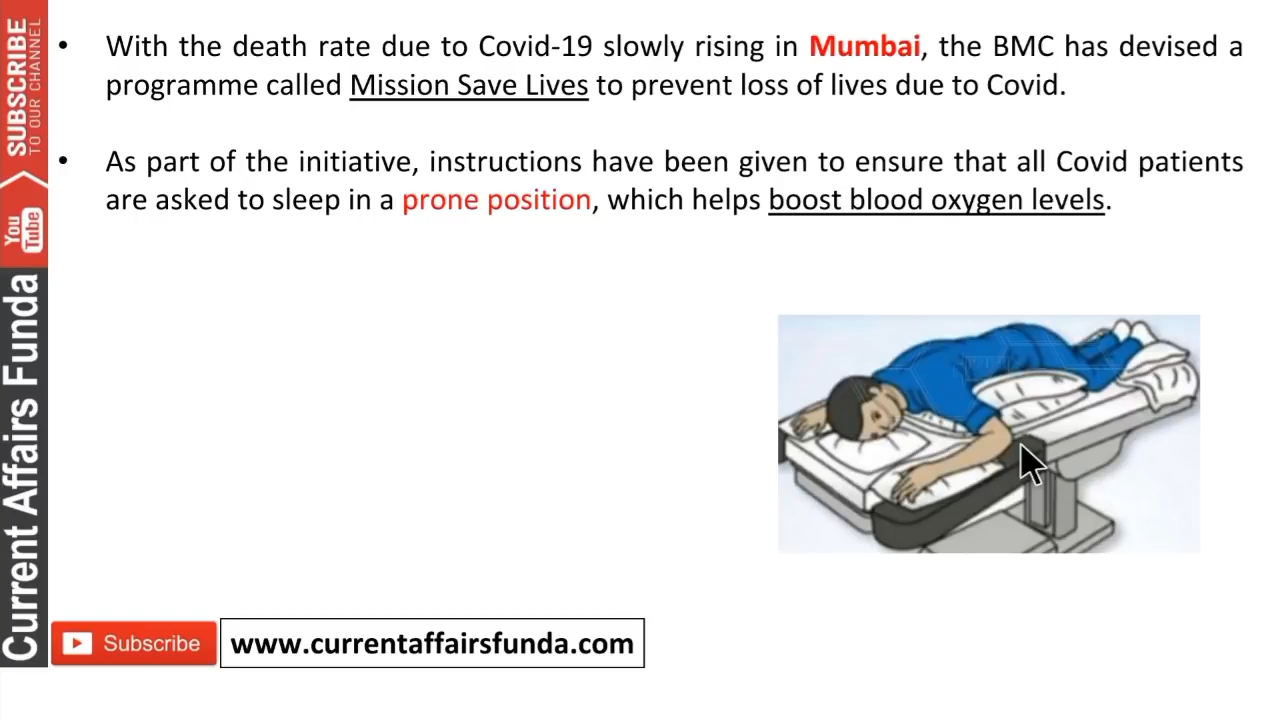 SUBSCRIBE
TO OUR CHANNEL
You
Tube
Current Affairs Funda
• With the death rate due to Covid-19 slowly rising in Mumbai, the BMC has devised a
programme called Mission Save Lives to prevent loss of lives due to Covid.
• As part of the initiative, instructions have been given to ensure that all Covid patients
are asked to sleep in a prone position, which helps boost blood oxygen levels.
Subscribe
www.currentaffairsfunda.com